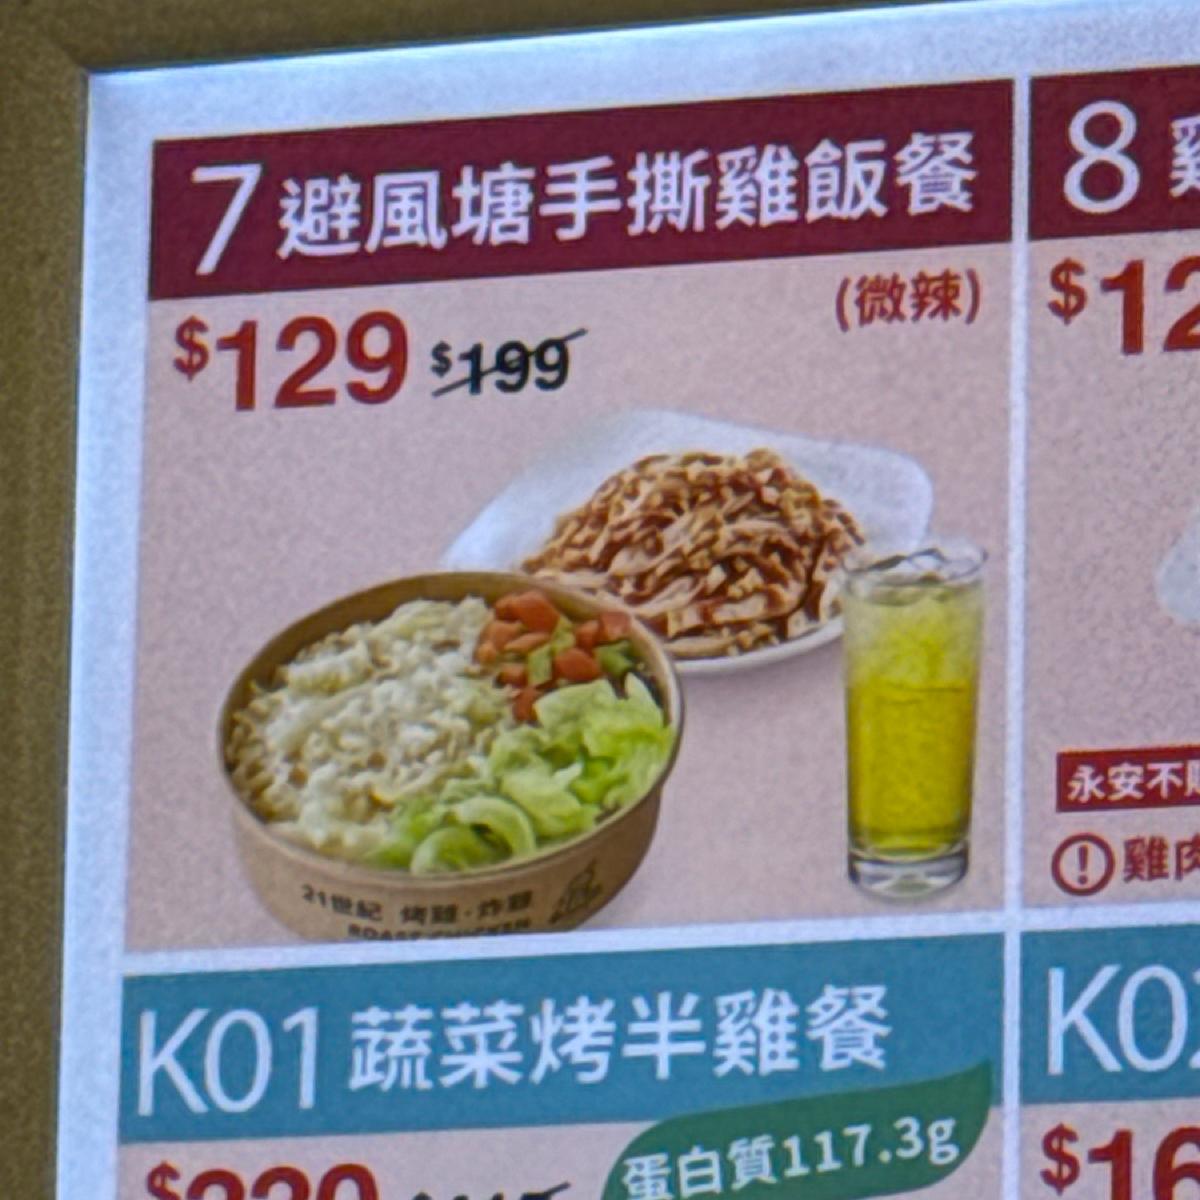 7 避風塘手撕雞飯餐
$129 $199
(微辣)
21世紀 烤雞·炸雞
ROAST CHICKEN
8
$12
永安不
! 雞肉
K01 蔬菜烤半雞餐
蛋白質117.3g
K0
$16